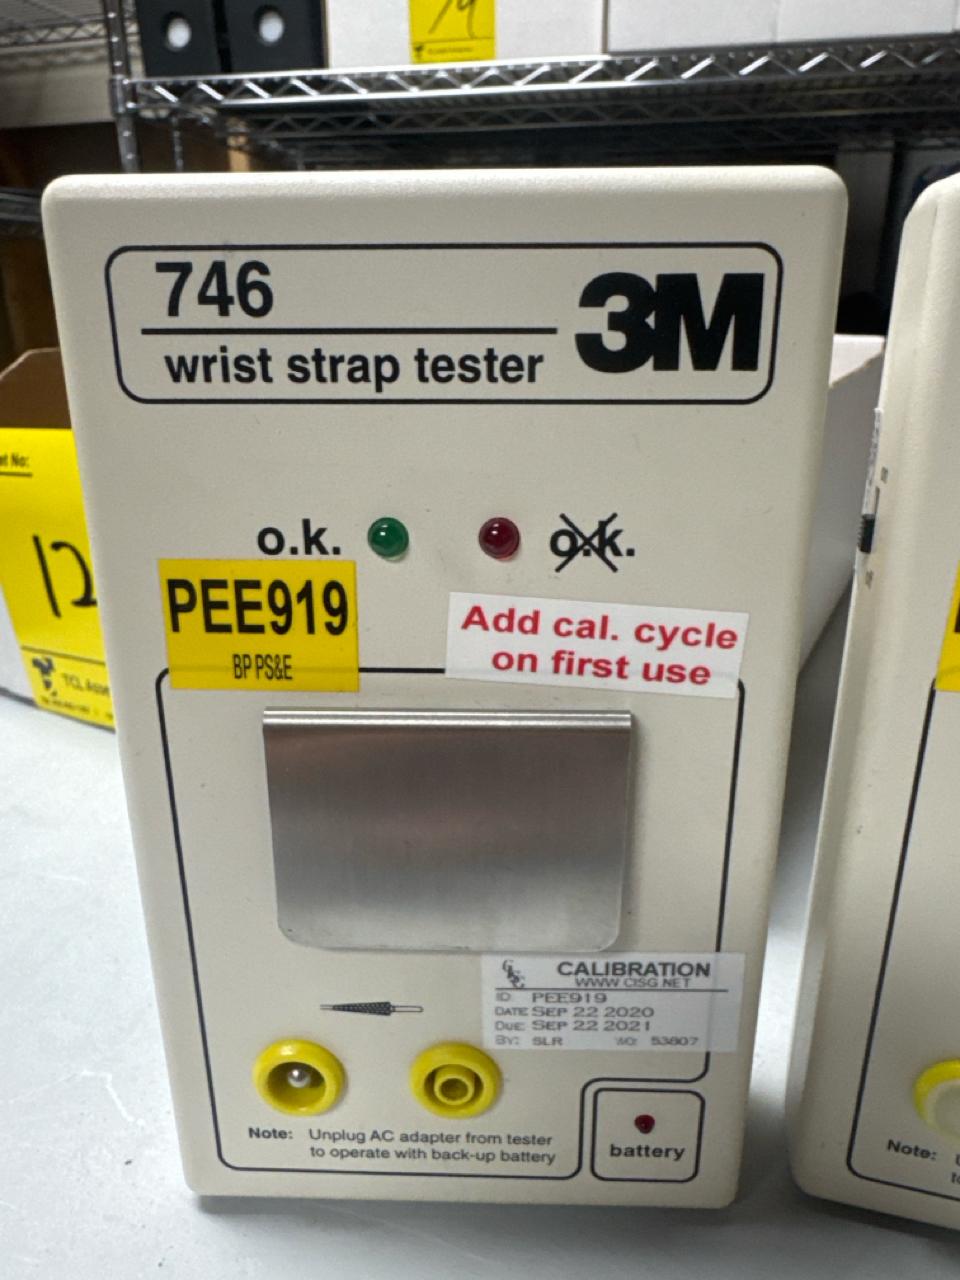 746
wrist strap tester
3M
o.k.
o.k.
PEE919
BP PS&E
Add cal. cycle
on first use
CALIBRATION
WWW.CISG.NET
ID: PEE919
DATE: SEP 22 2020
DUE: SEP 22 2021
BY: SLR WO: 53807
Note: Unplug AC adapter from tester
to operate with back-up battery
battery
No:
12
TCL
Note: